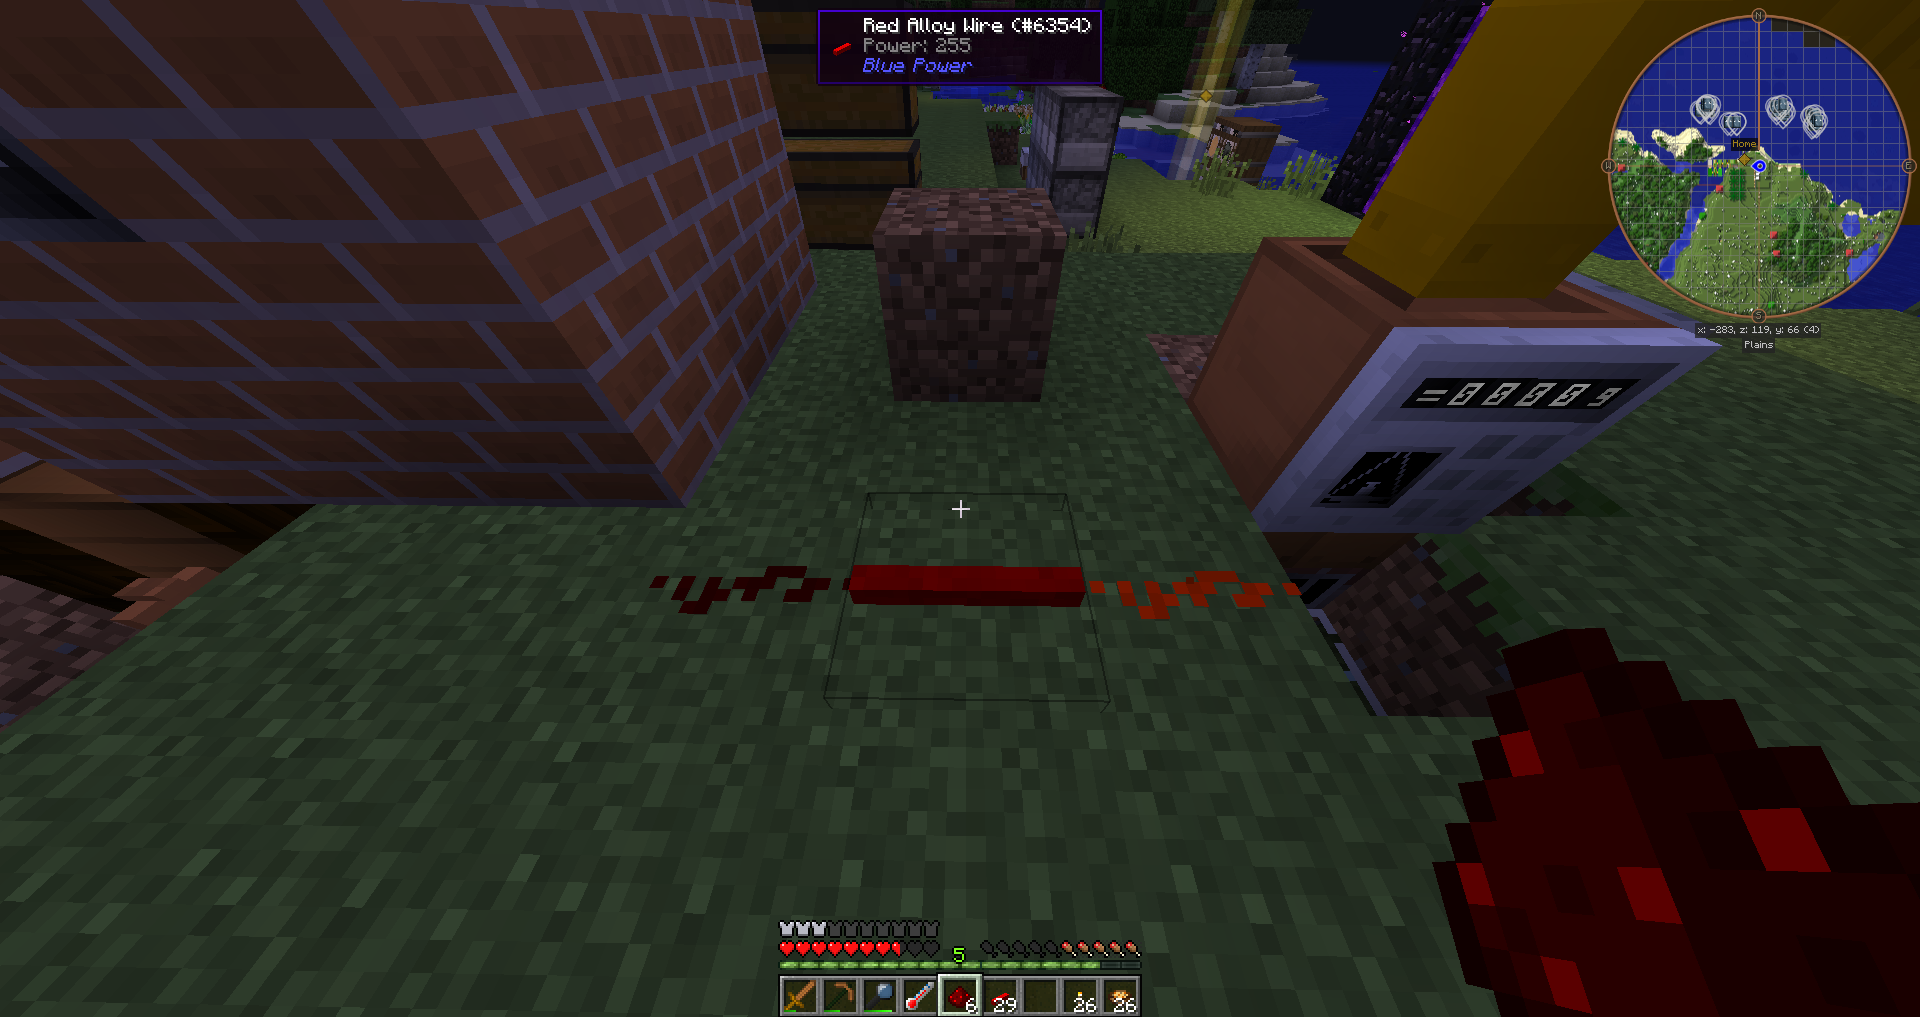 Red Alloy Wire (#6354)
Power: 255
Blue Power
N
W
E
Home
S
x: -283, z: 119, y: 66 (4)
Plains
A
5
6
29
26
26